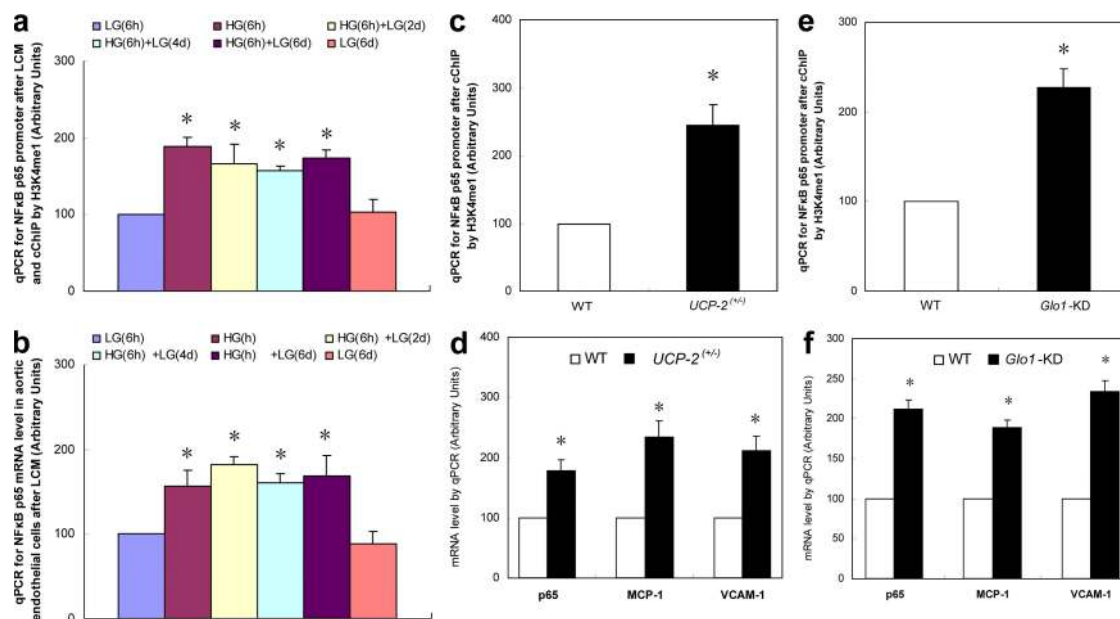 a
LG(6h) HG(6h) HG(6h)+LG(2d)
HG(6h)+LG(4d) HG(6h)+LG(6d) LG(6d)
qPCR for NFκB p65 promoter after LCM
and cChIP by H3K4me1 (Arbitrary Units)
300
200
100
00
* * * *
b
LG(6h) HG(h) HG(6h) +LG(2d)
HG(6h) +LG(4d) HG(h) +LG(6d) LG(6d)
qPCR for NFκB p65 mRNA level in aortic
endothelial cells after LCM (Arbitrary Units)
300
200
100
00
* * * *
c
qPCR for NFκB p65 promoter after cChIP
by H3K4me1 (Arbitrary Units)
400
300
200
100
00
*
WT UCP-2(+/-)
d
WT UCP-2(+/-)
mRNA level by qPCR (Arbitrary Units)
400
300
200
100
00
* * *
p65 MCP-1 VCAM-1
e
qPCR for NFκB p65 promoter after cChIP
by H3K4me1 (Arbitrary Units)
300
200
100
00
*
WT Glo1-KD
f
WT Glo1-KD
mRNA level by qPCR (Arbitrary Units)
300
250
200
150
100
50
00
* * *
p65 MCP-1 VCAM-1